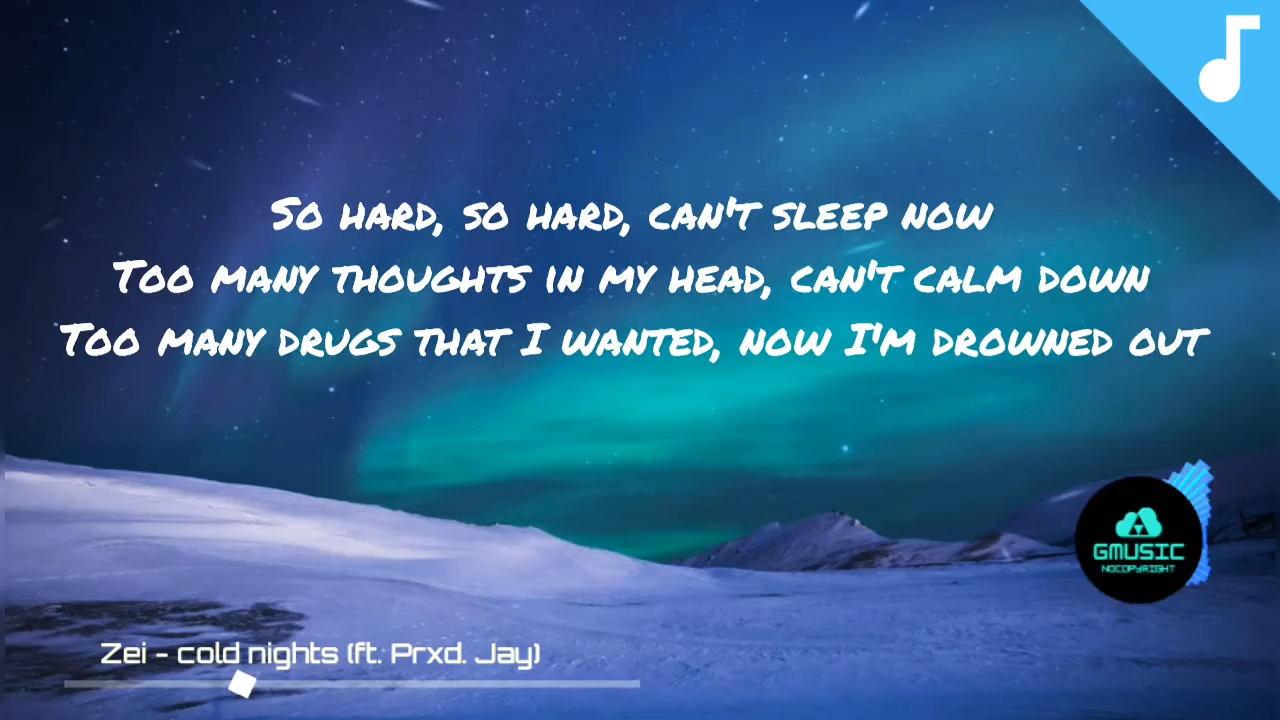 So hard, so hard, can't sleep now
Too many thoughts in my head, can't calm down
Too many drugs that I wanted, now I'm drowned out
GMUSIC
NOCOPYRIGHT
Zei - cold nights (ft. Prxd. Jay)